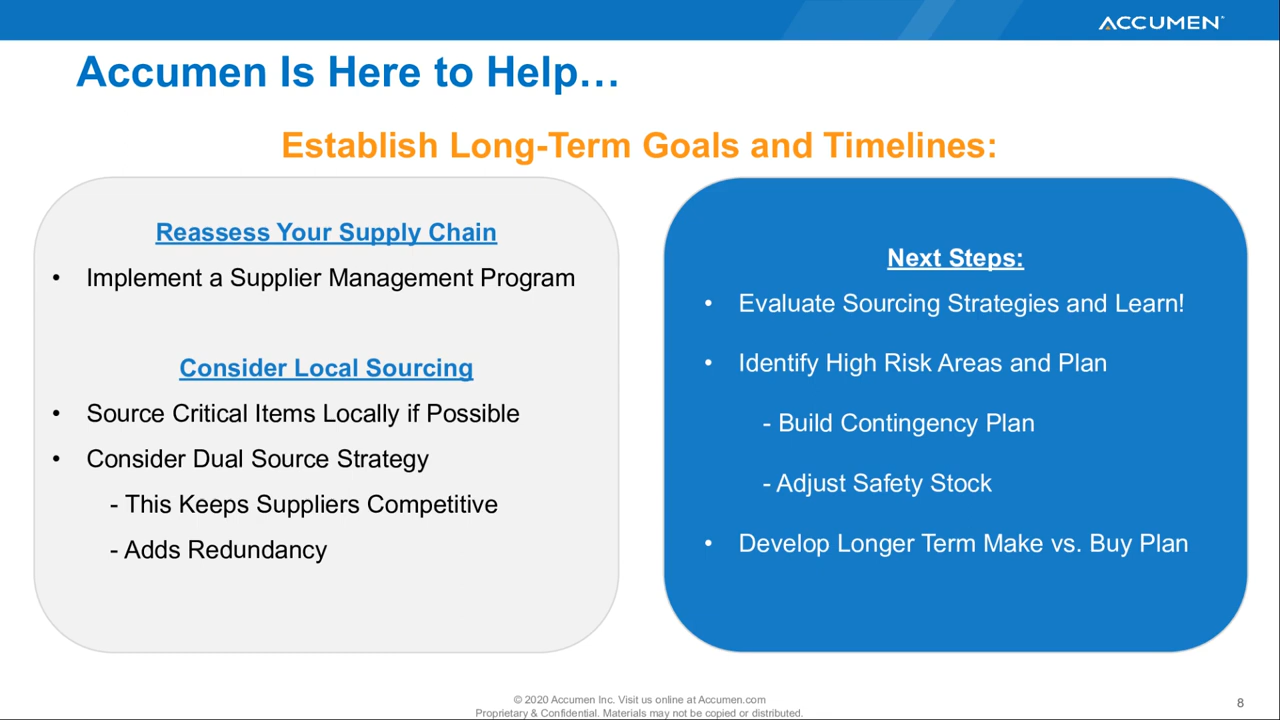 ACCUMEN
Accumen Is Here to Help…
Establish Long-Term Goals and Timelines:
Reassess Your Supply Chain
• Implement a Supplier Management Program
Consider Local Sourcing
• Source Critical Items Locally if Possible
• Consider Dual Source Strategy
- This Keeps Suppliers Competitive
- Adds Redundancy
Next Steps:
• Evaluate Sourcing Strategies and Learn!
• Identify High Risk Areas and Plan
- Build Contingency Plan
- Adjust Safety Stock
• Develop Longer Term Make vs. Buy Plan
© 2020 Accumen Inc. Visit us online at Accumen.com
Proprietary & Confidential. Materials may not be copied or distributed.
8